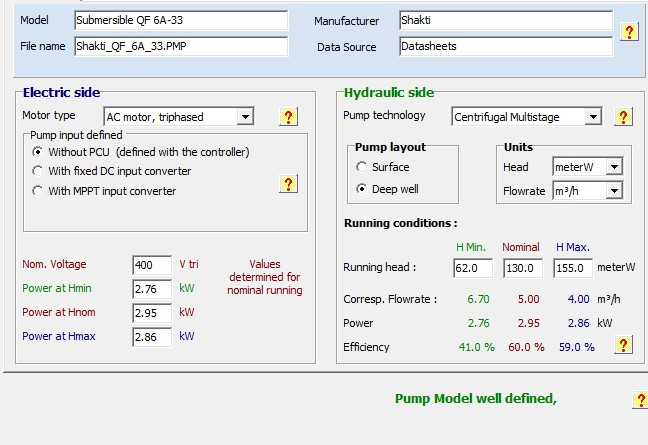 Model Submersible QF 6A-33 Manufacturer Shakti ?
File name Shakti_QF_6A_33.PMP Data Source Datasheets
Electric side
Motor type AC motor, triphased ?
Pump input defined
Without PCU (defined with the controller)
With fixed DC input converter
With MPPT input converter
?
Nom. Voltage 400 V tri
Power at Hmin 2.76 kW
Power at Hnom 2.95 kW
Power at Hmax 2.86 kW
Values
determined for
nominal running
Hydraulic side
Pump technology Centrifugal Multistage ?
Pump layout
Surface
Deep well
Units
Head meterW
Flowrate m³/h
Running conditions :
H Min. Nominal H Max.
Running head : 62.0 130.0 155.0 meterW
Corresp. Flowrate : 6.70 5.00 4.00 m³/h
Power 2.76 2.95 2.86 kW
Efficiency 41.0 % 60.0 % 59.0 % ?
Pump Model well defined, ?